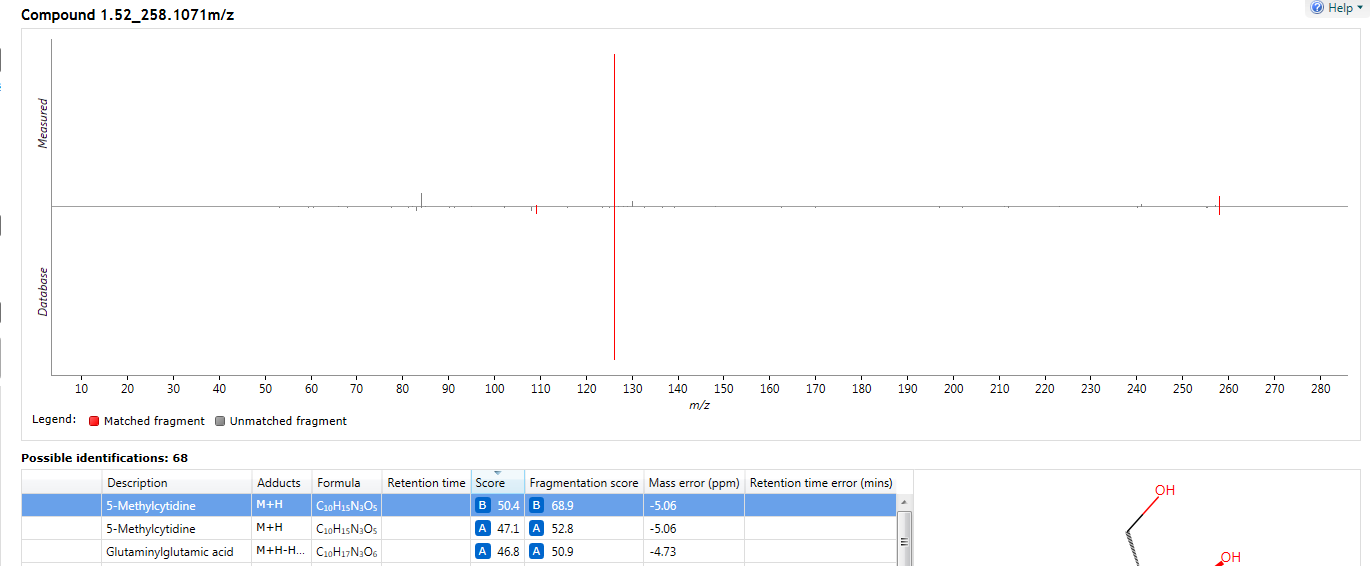 Compound 1.52_258.1071m/z
Help
Measured
Database
10 20 30 40 50 60 70 80 90 100 110 120 130 140 150 160 170 180 190 200 210 220 230 240 250 260 270 280
m/z
Legend: Matched fragment Unmatched fragment
Possible identifications: 68
Description Adducts Formula Retention time Score Fragmentation score Mass error (ppm) Retention time error (mins)
5-Methylcytidine M+H C₁₀H₁₅N₃O₅ B 50.4 B 68.9 -5.06
5-Methylcytidine M+H C₁₀H₁₅N₃O₅ A 47.1 A 52.8 -5.06
Glutaminylglutamic acid M+H-H... C₁₀H₁₇N₃O₆ A 46.8 A 50.9 -4.73
OH
OH